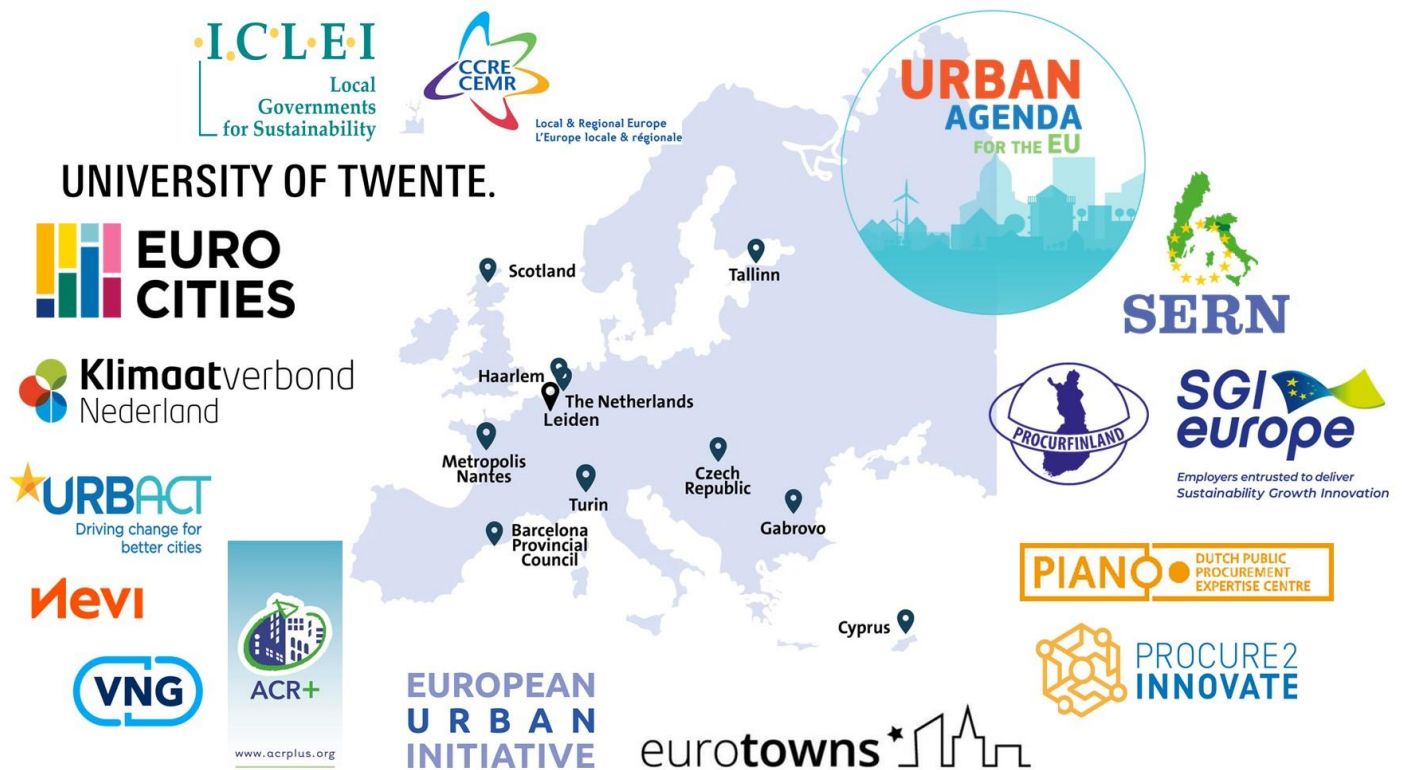 I.C.L.E.I
Local
Governments
for Sustainability
CCRE
CEMR
Local & Regional Europe
L'Europe locale & régionale
URBAN
AGENDA
FOR THE EU
UNIVERSITY OF TWENTE.
EURO
CITIES
SERN
Scotland
Tallinn
Klimaatverbond
Nederland
Haarlem
The Netherlands
Leiden
Metropolis
Nantes
Turin
Czech
Republic
Gabrovo
Barcelona
Provincial
Council
Cyprus
PROCURFINLAND
SGI
europe
Employers entrusted to deliver
Sustainability Growth Innovation
URBACT
Driving change for
better cities
nevi
VNG
ACR+
www.acrplus.org
EUROPEAN
URBAN
INITIATIVE
eurotowns
PIANOo
DUTCH PUBLIC
PROCUREMENT
EXPERTISE CENTRE
PROCURE2
INNOVATE